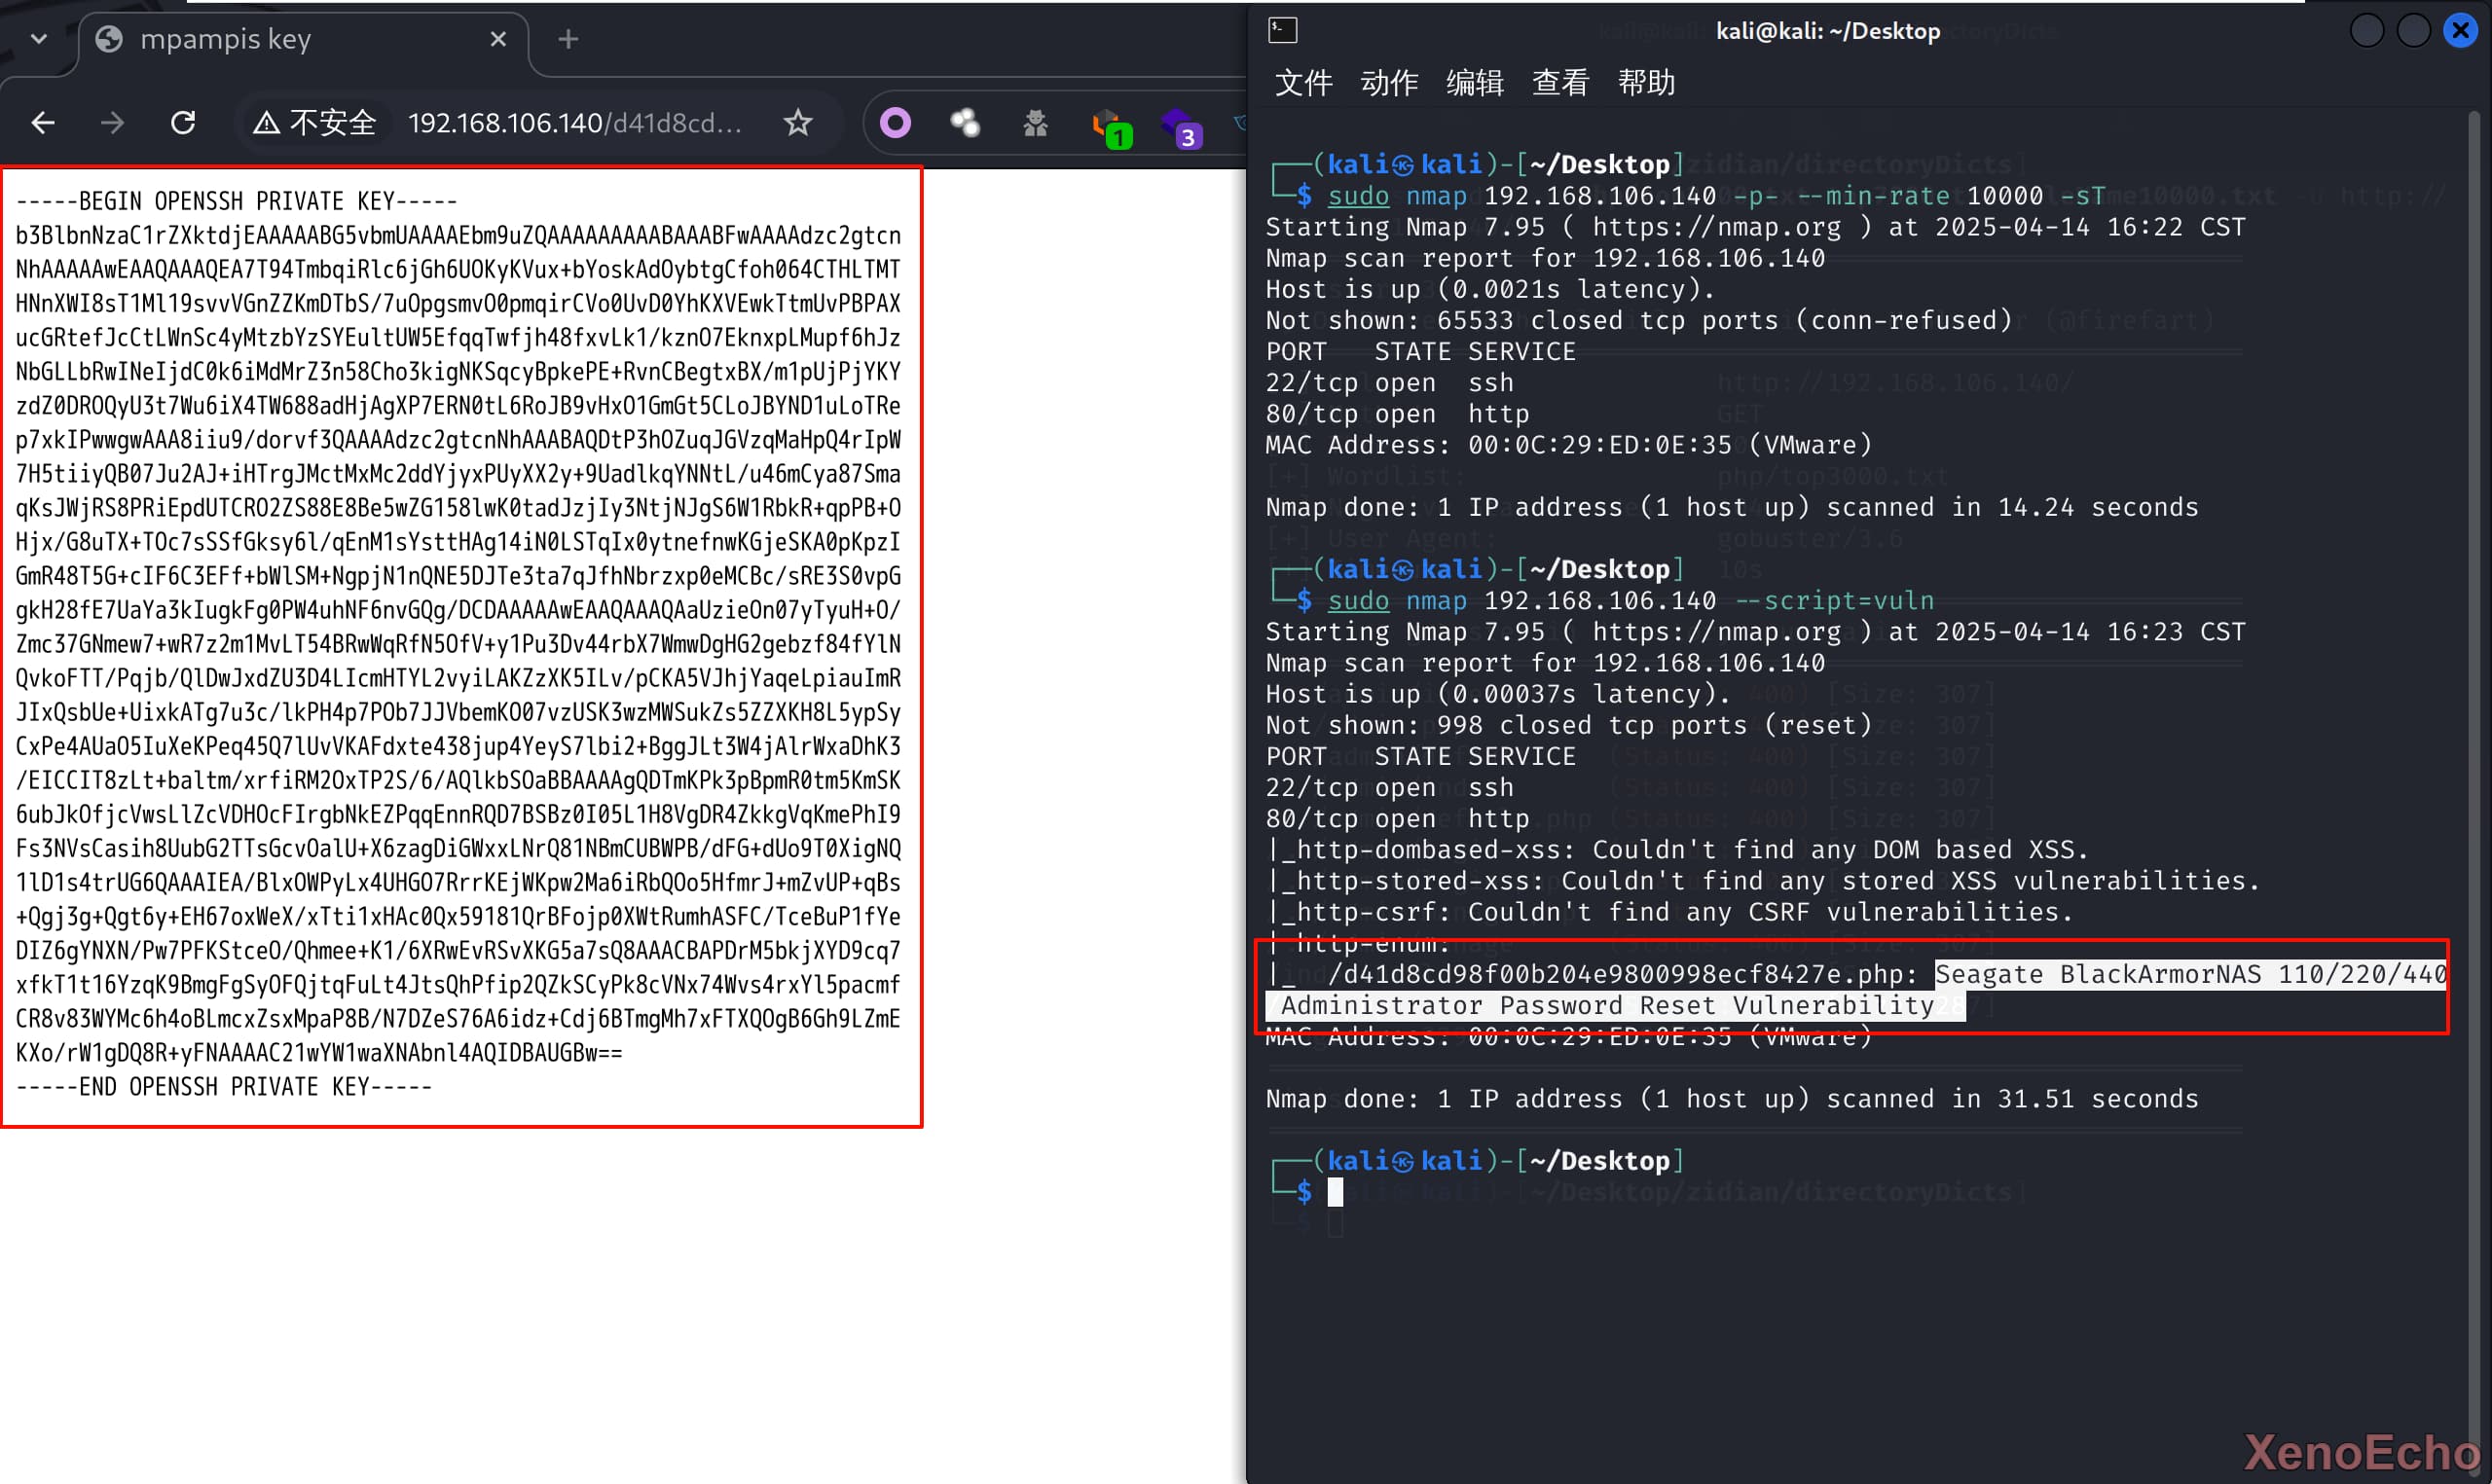 mpampis key
不安全
192.168.106.140/d41d8cd...
1
3
-----BEGIN OPENSSH PRIVATE KEY-----
b3BlbnNzaC1rZXktdjEAAAAABG5vbmUAAAAEbm9uZQAAAAAAAAABAAABFwAAAAdzc2gtcn
NhAAAAAwEAAQAAAQEA7T94TmbqiRlc6jGh6UOKyKVux+bYoskAdOybtgCfoh064CTHLTMT
HNnXWI8sT1Ml19svvVGnZZKmDTbS/7uOpgsmvO0pmqirCVo0UvD0YhKXVEwkTtmUvPBPAX
ucGRtefJcCtLWnSc4yMtzbYzSYEultUW5EfqqTwfjh48fxvLk1/kznO7EknxpLMupf6hJz
NbGLLbRwINeIjdC0k6iMdMrZ3n58Cho3kigNKSqcyBpkePE+RvnCBegtxBX/m1pUjPjYKY
zdZ0DROQyU3t7Wu6iX4TW688adHjAgXP7ERN0tL6RoJB9vHxO1GmGt5CLoJBYND1uLoTRe
p7xkIPwwgwAAA8iiu9/dorvf3QAAAAdzc2gtcnNhAAABAQDtP3hOZuqJGVzqMaHpQ4rIpW
7H5tiiyQB07Ju2AJ+iHTrgJMctMxMc2ddYjyxPUyXX2y+9UadlkqYNNtL/u46mCya87Sma
qKsJWjRS8PRiEpdUTCRO2ZS88E8Be5wZG158lwK0tadJzjIy3NtjNJgS6W1RbkR+qpPB+O
Hjx/G8uTX+TOc7sSSfGksy6l/qEnM1sYsttHAg14iN0LSTqIx0ytnefnwKGjeSKA0pKpzI
GmR48T5G+cIF6C3EFf+bWlSM+NgpjN1nQNE5DJTe3ta7qJfhNbrzxp0eMCBc/sRE3S0vpG
gkH28fE7UaYa3kIugkFg0PW4uhNF6nvGQg/DCDAAAAAwEAAQAAAQAaUzieOn07yTyuH+O/
Zmc37GNmew7+wR7z2m1MvLT54BRwWqRfN5OfV+y1Pu3Dv44rbX7WmwDgHG2gebzf84fYlN
QvkoFTT/Pqjb/QlDwJxdZU3D4LIcmHTYL2vyiLAKZzXK5ILv/pCKA5VJhjYaqeLpiauImR
JIxQsbUe+UixkATg7u3c/lkPH4p7POb7JJVbemKO07vzUSK3wzMWSukZs5ZZXKH8L5ypSy
CxPe4AUaO5IuXeKPeq45Q7lUvVKAFdxte438jup4YeyS7lbi2+BggJLt3W4jAlrWxaDhK3
/EICCIT8zLt+baltm/xrfiRM2OxTP2S/6/AQlkbSOaBBAAAAgQDTmKPk3pBpmR0tm5KmSK
6ubJkOfjcVwsLlZcVDHOcFIrgbNkEZPqqEnnRQD7BSBz0I05L1H8VgDR4ZkkgVqKmePhI9
Fs3NVsCasih8UubG2TTsGcvOalU+X6zagDiGWxxLNrQ81NBmCUBWPB/dFG+dUo9T0XigNQ
1lD1s4trUG6QAAAIEA/BlxOWPyLx4UHGO7RrrKEjWKpw2Ma6iRbQOo5HfmrJ+mZvUP+qBs
+Qgj3g+Qgt6y+EH67oxWeX/xTti1xHAc0Qx59181QrBFojp0XWtRumhASFC/TceBuP1fYe
DIZ6gYNXN/Pw7PFKStceO/Qhmee+K1/6XRwEvRSvXKG5a7sQ8AAACBAPDrM5bkjXYD9cq7
xfkT1t16YzqK9BmgFgSyOFQjtqFuLt4JtsQhPfip2QZkSCyPk8cVNx74Wvs4rxYl5pacmf
CR8v83WYMc6h4oBLmcxZsxMpaP8B/N7DZeS76A6idz+Cdj6BTmgMh7xFTXQOgB6Gh9LZmE
KXo/rW1gDQ8R+yFNAAAAC21wYW1waXNAbnl4AQIDBAUGBw==
-----END OPENSSH PRIVATE KEY-----
kali@kali: ~/Desktop
文件 动作 编辑 查看 帮助
(kali㉿kali)-[~/Desktop]
$ sudo nmap 192.168.106.140 -p- --min-rate 10000 -sT
Starting Nmap 7.95 ( https://nmap.org ) at 2025-04-14 16:22 CST
Nmap scan report for 192.168.106.140
Host is up (0.0021s latency).
Not shown: 65533 closed tcp ports (conn-refused)
PORT   STATE SERVICE
22/tcp open  ssh
80/tcp open  http
MAC Address: 00:0C:29:ED:0E:35 (VMware)
Nmap done: 1 IP address (1 host up) scanned in 14.24 seconds
(kali㉿kali)-[~/Desktop]
$ sudo nmap 192.168.106.140 --script=vuln
Starting Nmap 7.95 ( https://nmap.org ) at 2025-04-14 16:23 CST
Nmap scan report for 192.168.106.140
Host is up (0.00037s latency).
Not shown: 998 closed tcp ports (reset)
PORT   STATE SERVICE
22/tcp open  ssh
80/tcp open  http
|_http-dombased-xss: Couldn't find any DOM based XSS.
|_http-stored-xss: Couldn't find any stored XSS vulnerabilities.
|_http-csrf: Couldn't find any CSRF vulnerabilities.
| http-enum:
|_  /d41d8cd98f00b204e9800998ecf8427e.php: Seagate BlackArmorNAS 110/220/440
Administrator Password Reset Vulnerability
MAC Address: 00:0C:29:ED:0E:35 (VMware)
Nmap done: 1 IP address (1 host up) scanned in 31.51 seconds
(kali㉿kali)-[~/Desktop]
$
XenoEcho